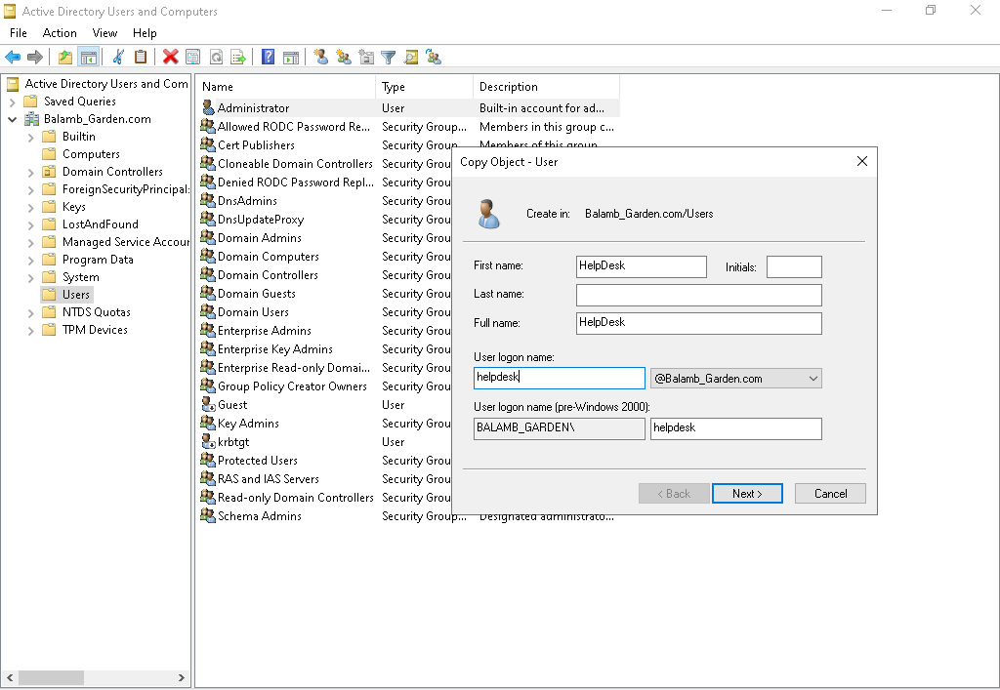 Active Directory Users and Computers
File Action View Help
Active Directory Users and Com
Saved Queries
Balamb_Garden.com
Builtin
Computers
Domain Controllers
ForeignSecurityPrincipals
Keys
LostAndFound
Managed Service Accoun
Program Data
System
Users
NTDS Quotas
TPM Devices
Name Type Description
Administrator User Built-in account for ad...
Allowed RODC Password Re... Security Group... Members in this group c...
Cert Publishers Security Group... Members of this group ...
Cloneable Domain Controllers Security Grou
Denied RODC Password Repl... Security Grou
DnsAdmins Security Grou
DnsUpdateProxy Security Grou
Domain Admins Security Grou
Domain Computers Security Grou
Domain Controllers Security Grou
Domain Guests Security Grou
Domain Users Security Grou
Enterprise Admins Security Grou
Enterprise Key Admins Security Grou
Enterprise Read-only Domai... Security Grou
Group Policy Creator Owners Security Grou
Guest User
Key Admins Security Grou
krbtgt User
Protected Users Security Grou
RAS and IAS Servers Security Grou
Read-only Domain Controllers Security Grou
Schema Admins Security Group... Designated administrato...
Copy Object - User
Create in: Balamb_Garden.com/Users
First name: HelpDesk Initials:
Last name:
Full name: HelpDesk
User logon name:
helpdesk @Balamb_Garden.com
User logon name (pre-Windows 2000):
BALAMB_GARDEN\ helpdesk
< Back Next > Cancel